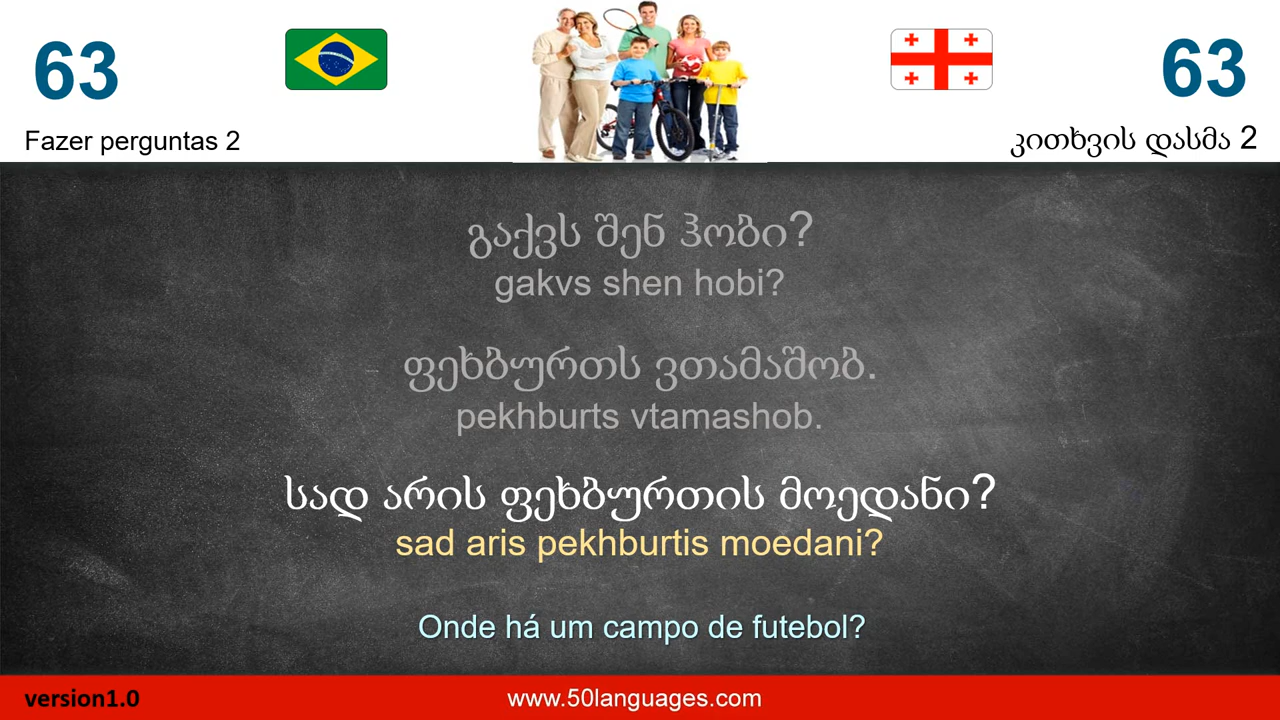 63
63
Fazer perguntas 2
კითხვის დასმა 2
გაქვს შენ ჰობი?
gakvs shen hobi?
ფეხბურთს ვთამაშობ.
pekhburts vtamashob.
სად არის ფეხბურთის მოედანი?
sad aris pekhburtis moedani?
Onde há um campo de futebol?
version1.0
www.50languages.com